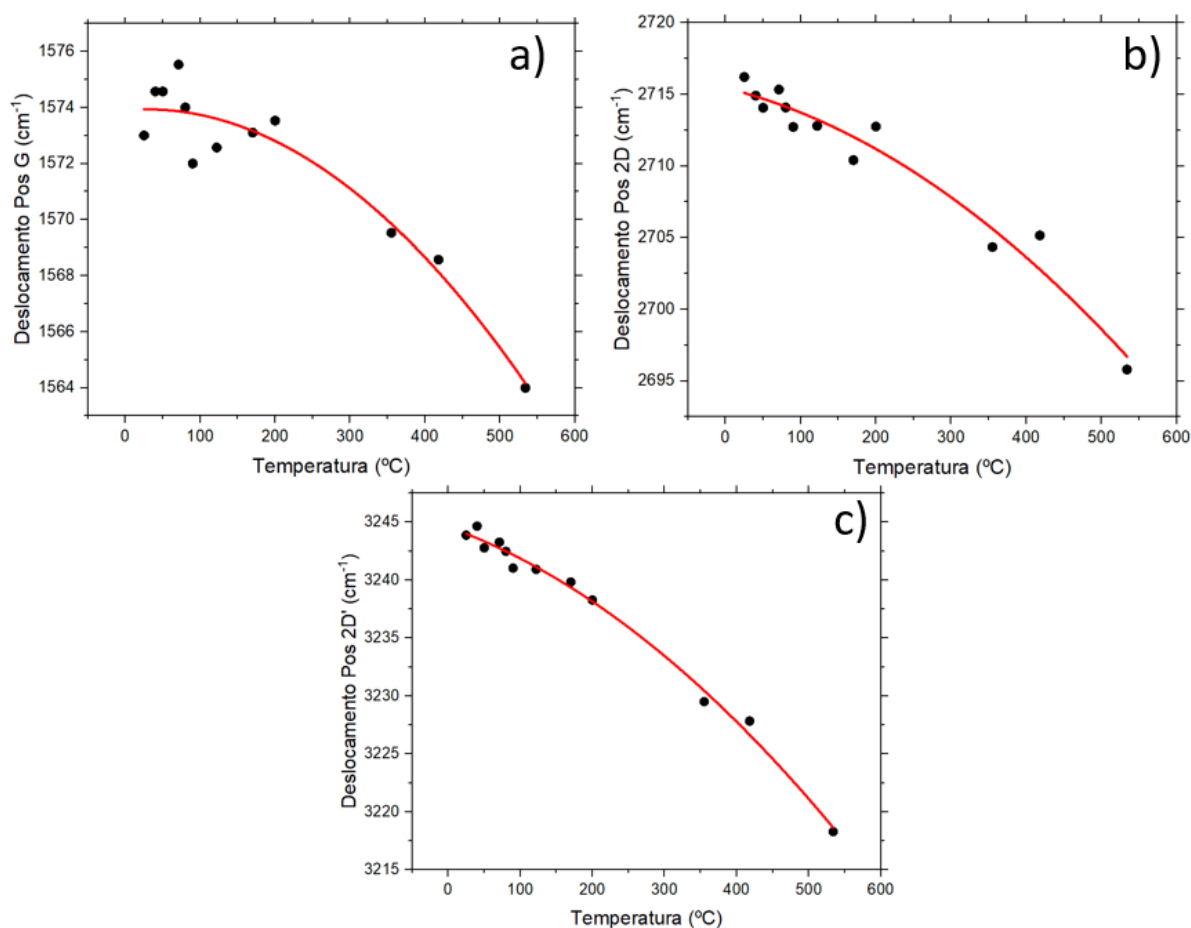 a)
Deslocamento Pos G (cm-1)
1576
1574
1572
1570
1568
1566
1564
0 100 200 300 400 500 600
Temperatura (ºC)
b)
Deslocamento Pos 2D (cm-1)
2720
2715
2710
2705
2700
2695
0 100 200 300 400 500 600
Temperatura (ºC)
c)
Deslocamento Pos 2D' (cm-1)
3245
3240
3235
3230
3225
3220
3215
0 100 200 300 400 500 600
Temperatura (ºC)